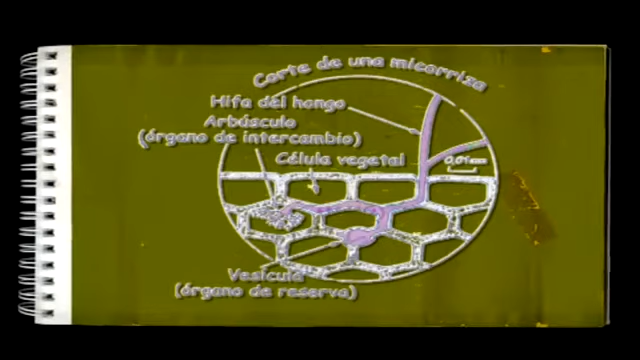 Corte de una micorriza
Hifa del hongo
Arbúsculo
(órgano de intercambio)
Célula vegetal
0,01mm
Vesícula
(órgano de reserva)